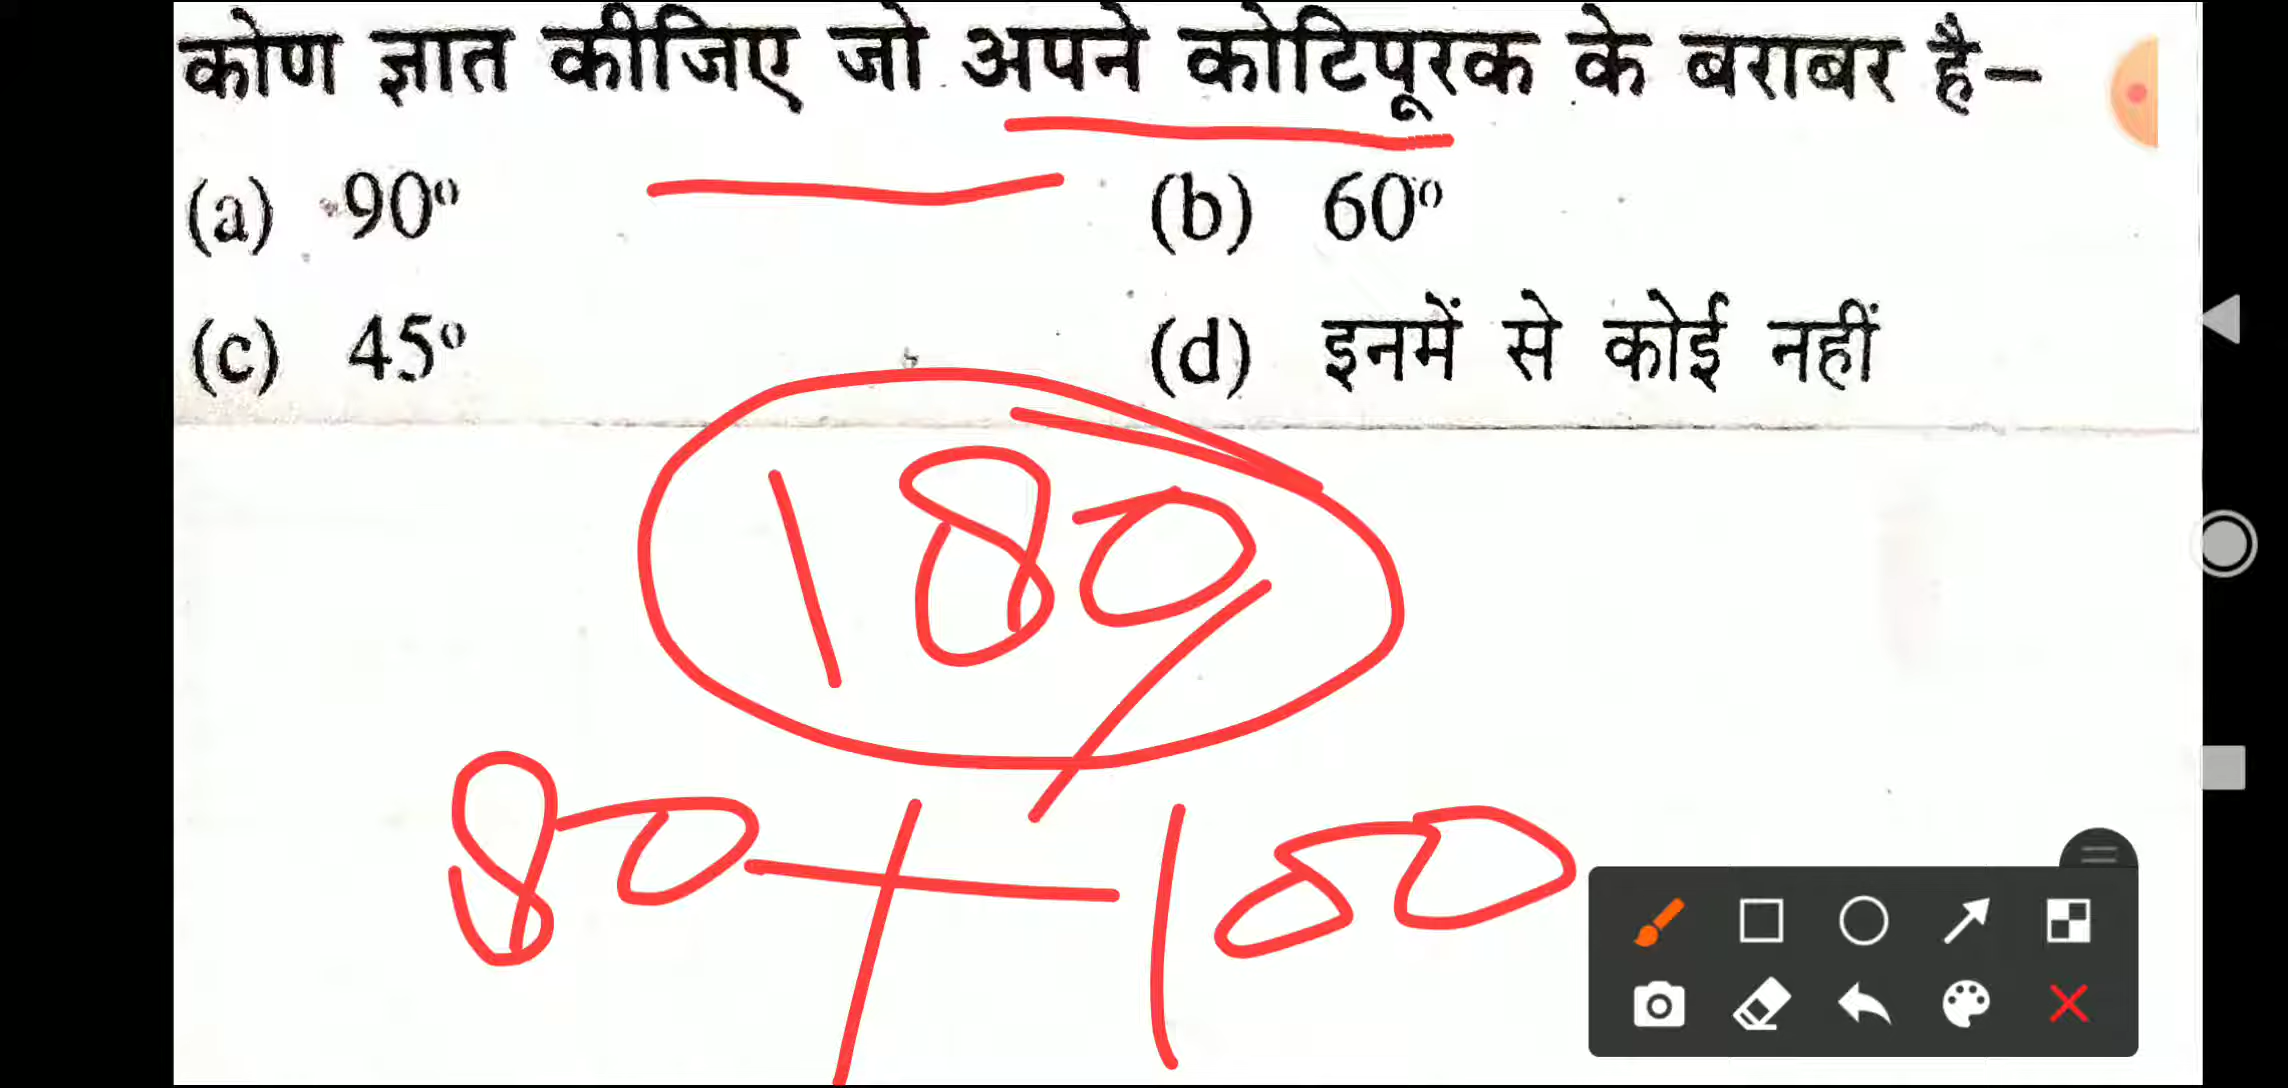 कोण ज्ञात कीजिए जो अपने कोटिपूरक के बराबर है–
(a) 90° (b) 60°
(c) 45° (d) इनमें से कोई नहीं
180
80+100